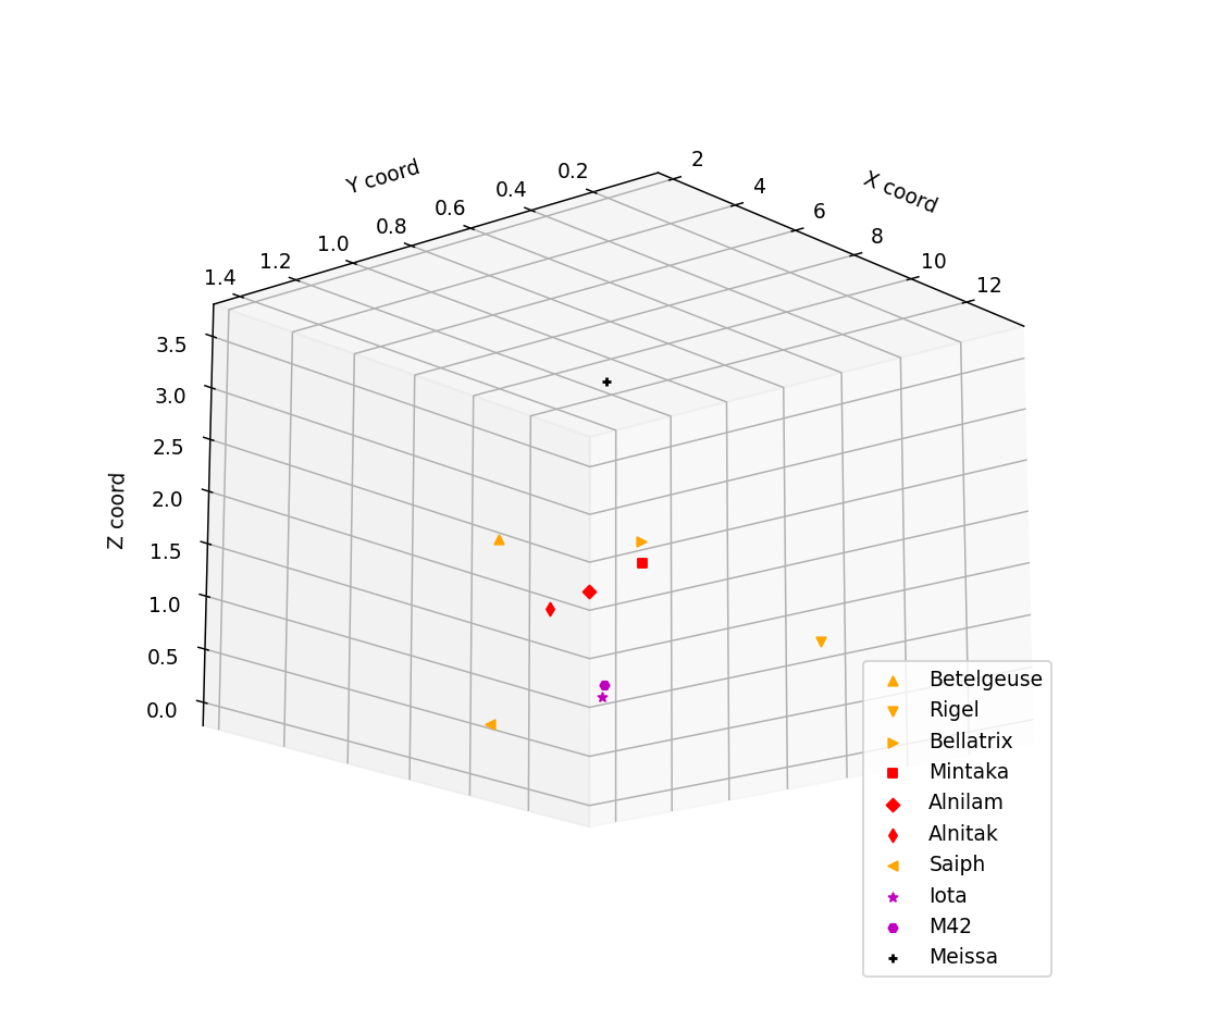 Y coord
X coord
0.2
0.4
0.6
0.8
1.0
1.2
1.4
2
4
6
8
10
12
Z coord
3.5
3.0
2.5
2.0
1.5
1.0
0.5
0.0
Betelgeuse
Rigel
Bellatrix
Mintaka
Alnilam
Alnitak
Saiph
Iota
M42
Meissa